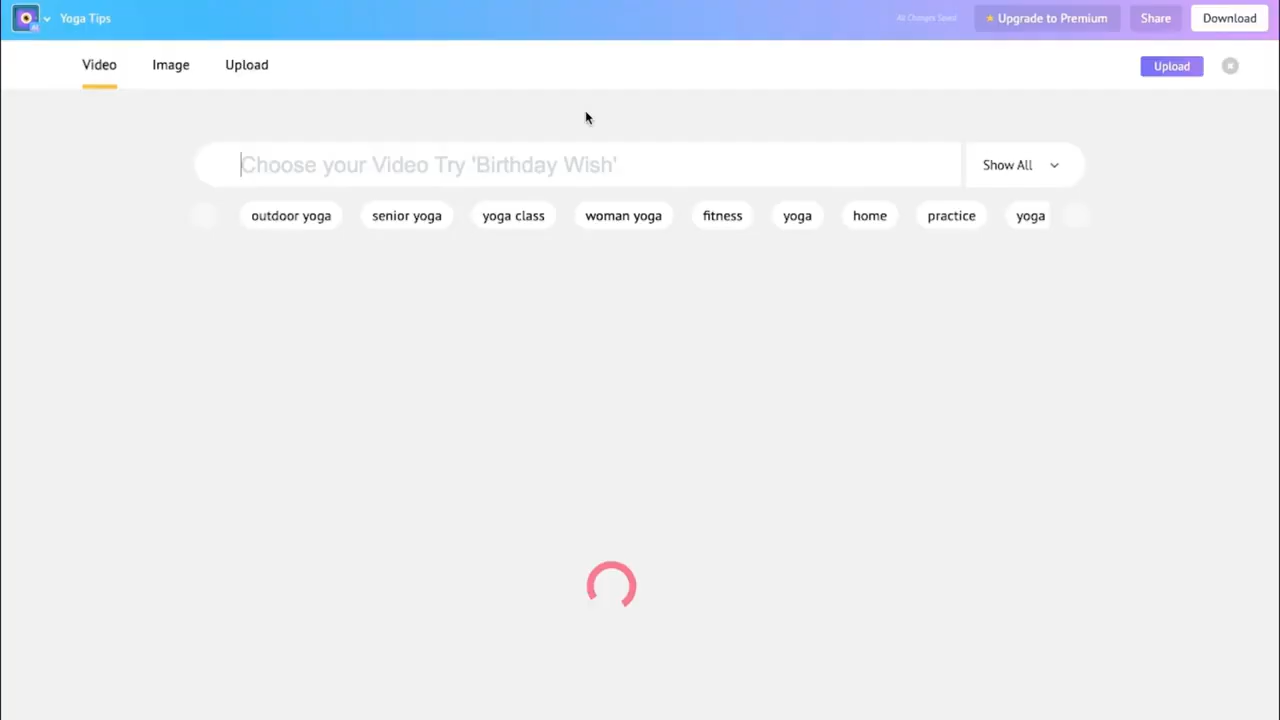 Yoga Tips
All Changes Saved
Upgrade to Premium
Share
Download
Video
Image
Upload
Upload
Choose your Video Try 'Birthday Wish'
Show All
outdoor yoga
senior yoga
yoga class
woman yoga
fitness
yoga
home
practice
yoga